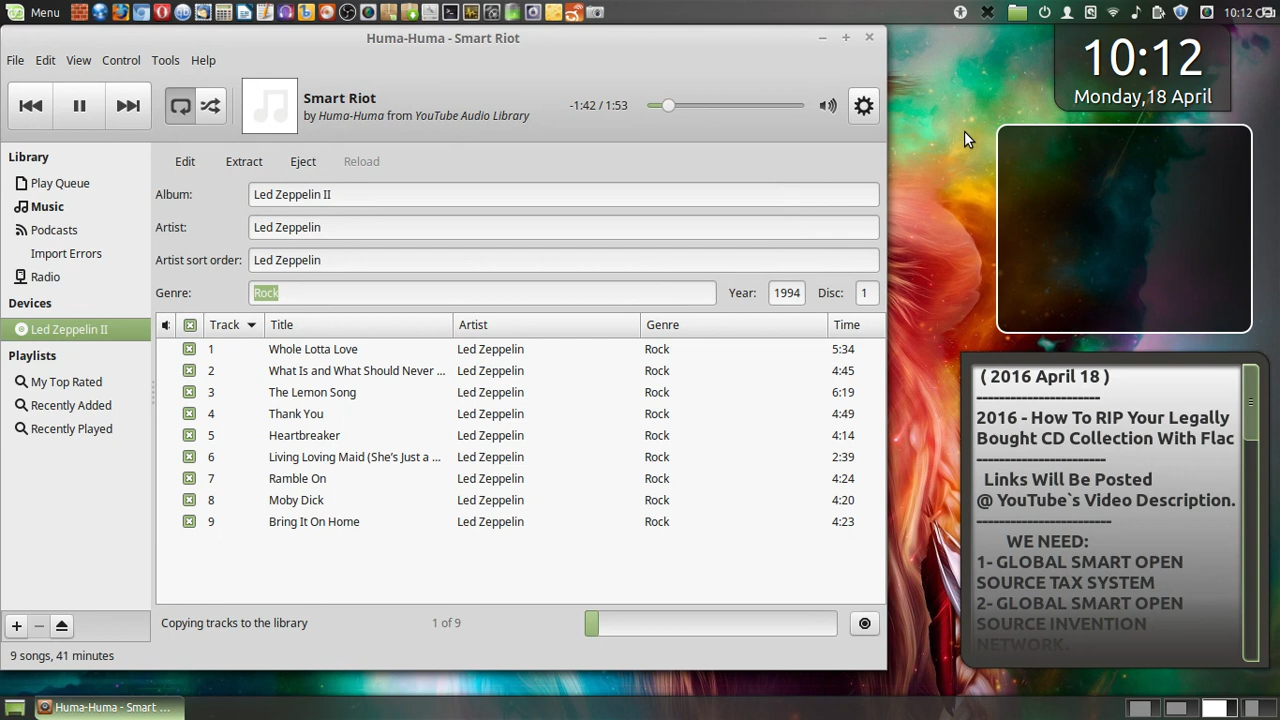 Menu
10:12
Huma-Huma - Smart Riot
File Edit View Control Tools Help
Smart Riot
by Huma-Huma from YouTube Audio Library
-1:42 / 1:53
10:12
Monday,18 April
Library
Play Queue
Music
Podcasts
Import Errors
Radio
Devices
Led Zeppelin II
Playlists
My Top Rated
Recently Added
Recently Played
Edit Extract Eject Reload
Album: Led Zeppelin II
Artist: Led Zeppelin
Artist sort order: Led Zeppelin
Genre: Rock Year: 1994 Disc: 1
Track Title Artist Genre Time
1 Whole Lotta Love Led Zeppelin Rock 5:34
2 What Is and What Should Never ... Led Zeppelin Rock 4:45
3 The Lemon Song Led Zeppelin Rock 6:19
4 Thank You Led Zeppelin Rock 4:49
5 Heartbreaker Led Zeppelin Rock 4:14
6 Living Loving Maid (She's Just a ... Led Zeppelin Rock 2:39
7 Ramble On Led Zeppelin Rock 4:24
8 Moby Dick Led Zeppelin Rock 4:20
9 Bring It On Home Led Zeppelin Rock 4:23
Copying tracks to the library 1 of 9
9 songs, 41 minutes
( 2016 April 18 )
----------------------
2016 - How To RIP Your Legally
Bought CD Collection With Flac
-----------------------
Links Will Be Posted
@ YouTube`s Video Description.
------------------------
WE NEED:
1- GLOBAL SMART OPEN
SOURCE TAX SYSTEM
2- GLOBAL SMART OPEN
SOURCE INVENTION
NETWORK.
Huma-Huma - Smart ...